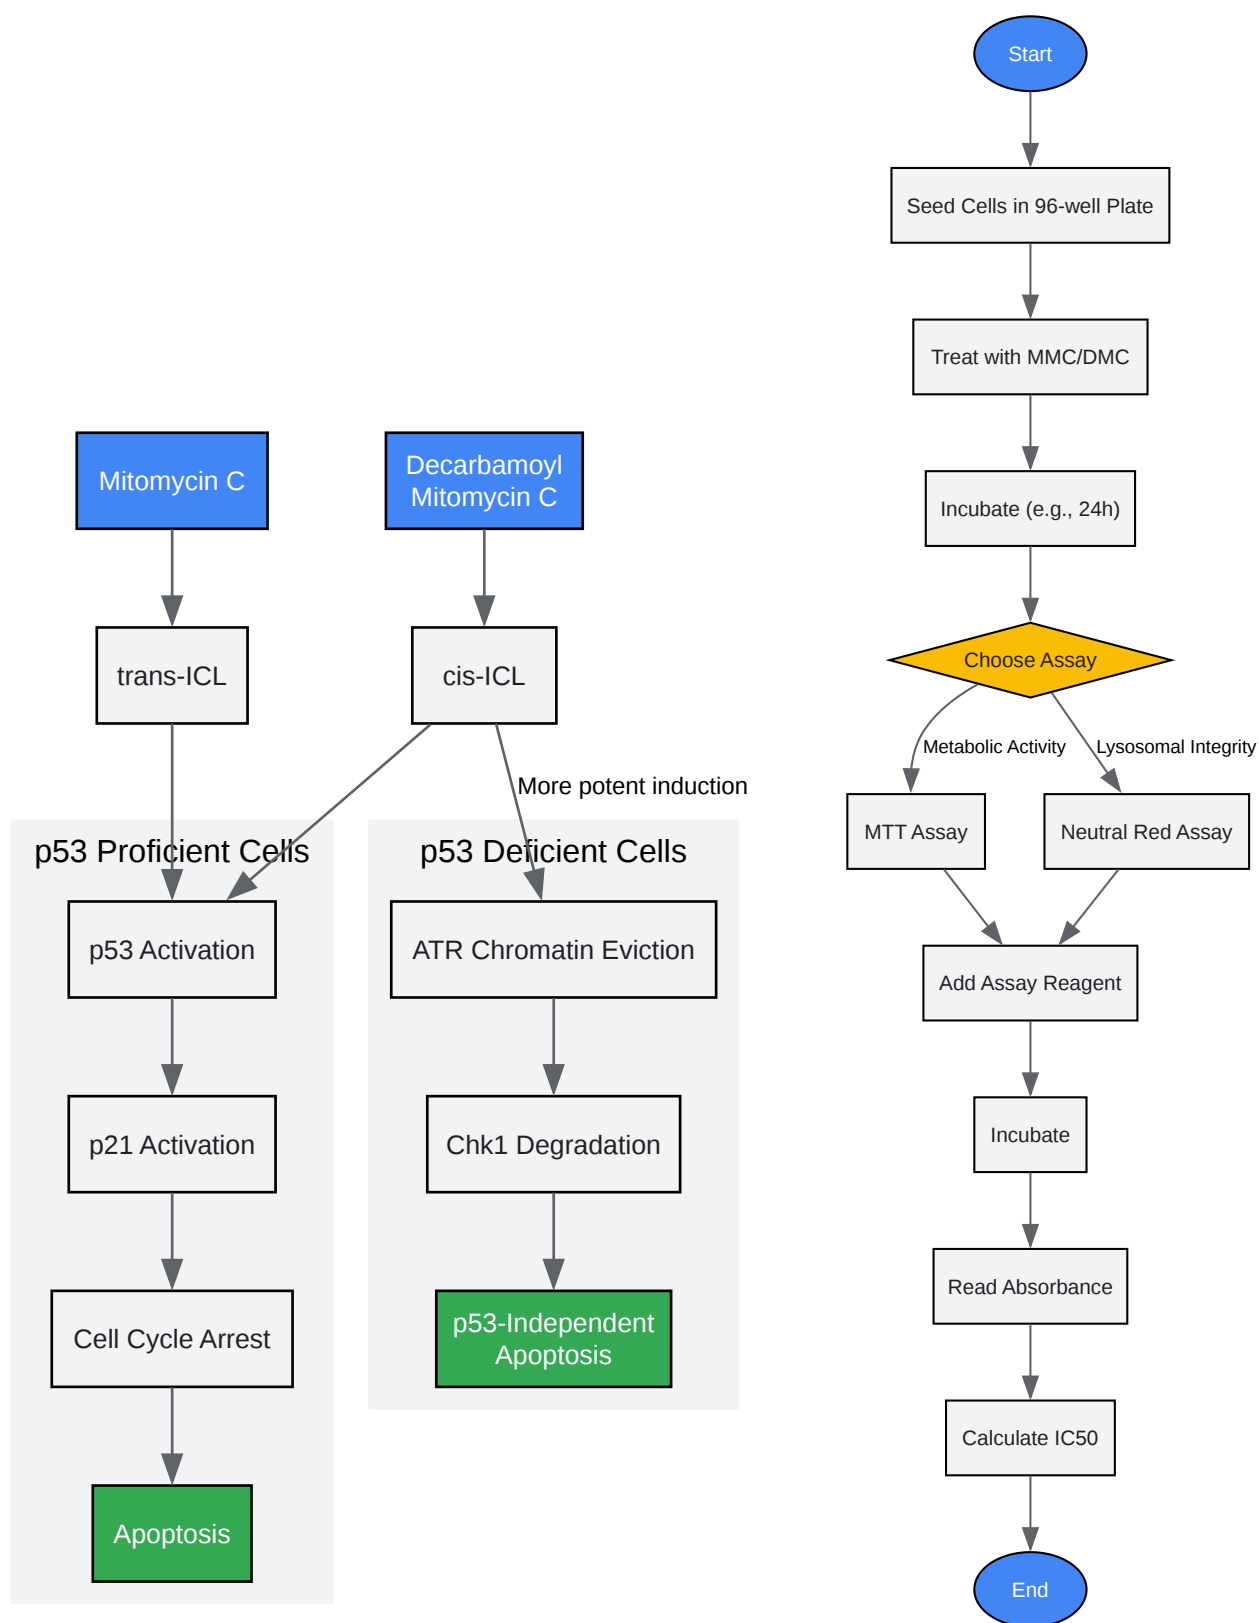 Mitomycin C
Decarbamoyl
Mitomycin C
trans-ICL
cis-ICL
More potent induction
p53 Proficient Cells
p53 Deficient Cells
p53 Activation
ATR Chromatin Eviction
p21 Activation
Chk1 Degradation
Cell Cycle Arrest
p53-Independent
Apoptosis
Apoptosis
Start
Seed Cells in 96-well Plate
Treat with MMC/DMC
Incubate (e.g., 24h)
Choose Assay
Metabolic Activity
Lysosomal Integrity
MTT Assay
Neutral Red Assay
Add Assay Reagent
Incubate
Read Absorbance
Calculate IC50
End